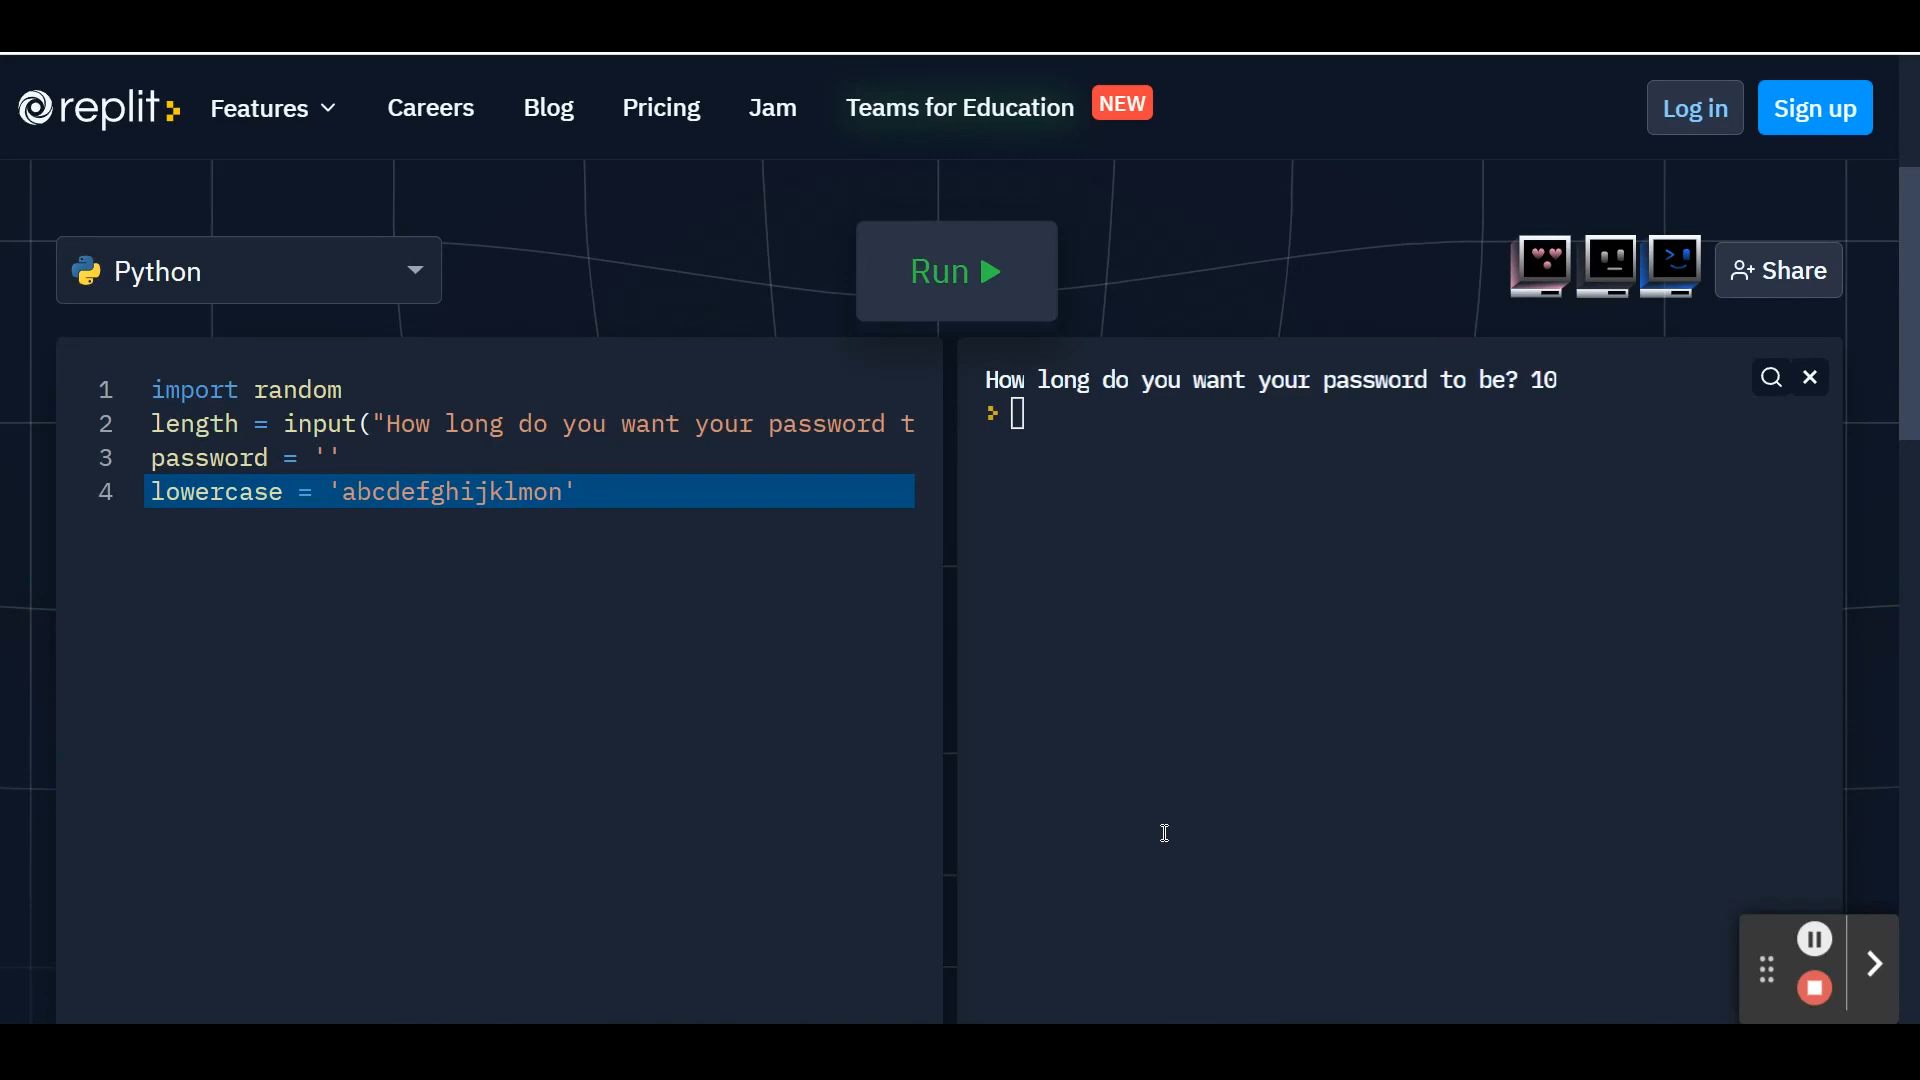 replit
Features
Careers
Blog
Pricing
Jam
Teams for Education
NEW
Log in
Sign up
Python
Run
Share
1 import random
2 length = input("How long do you want your password t
3 password = ''
4 lowercase = 'abcdefghijklmon'
How long do you want your password to be? 10